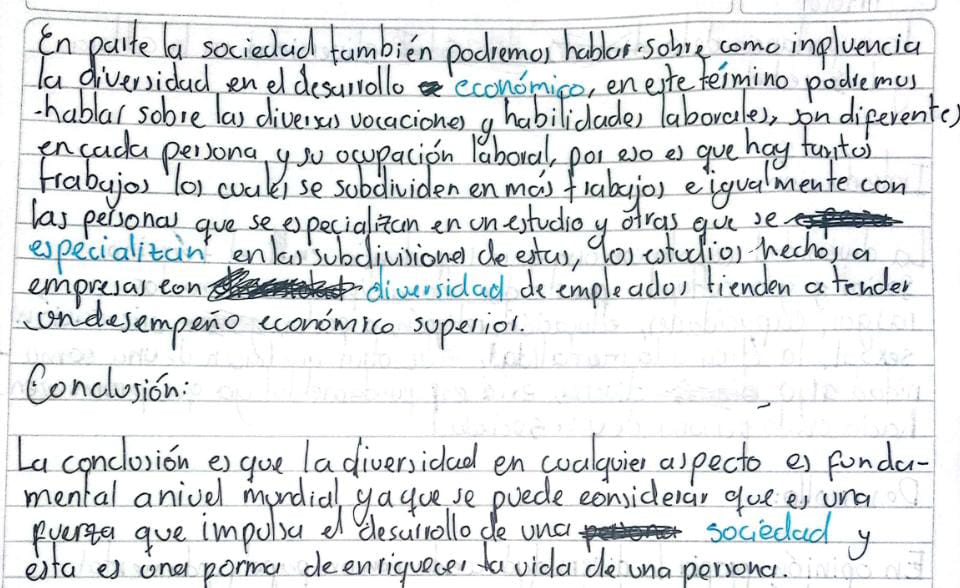 En parte la sociedad también podremos hablar sobre como influencia
la diversidad en el desarrollo económico, en este término podremos
hablar sobre las diversas vocaciones y habilidades laborales, son diferentes
en cada persona y su ocupación laboral, por eso es que hay tantos
trabajos los cuales se subdividen en más trabajos e igualmente con
las personas que se especializan en un estudio y otras que se
especializan en las subdivisiones de estas, los estudios hechos a
empresas con diversidad de empleados tienden a tender
un desempeño económico superior.
Conclusión:
La conclusión es que la diversidad en cualquier aspecto es funda-
mental a nivel mundial ya que se puede considerar que es una
fuerza que impulsa el desarrollo de una sociedad y
esta es una forma de enriquecer la vida de una persona